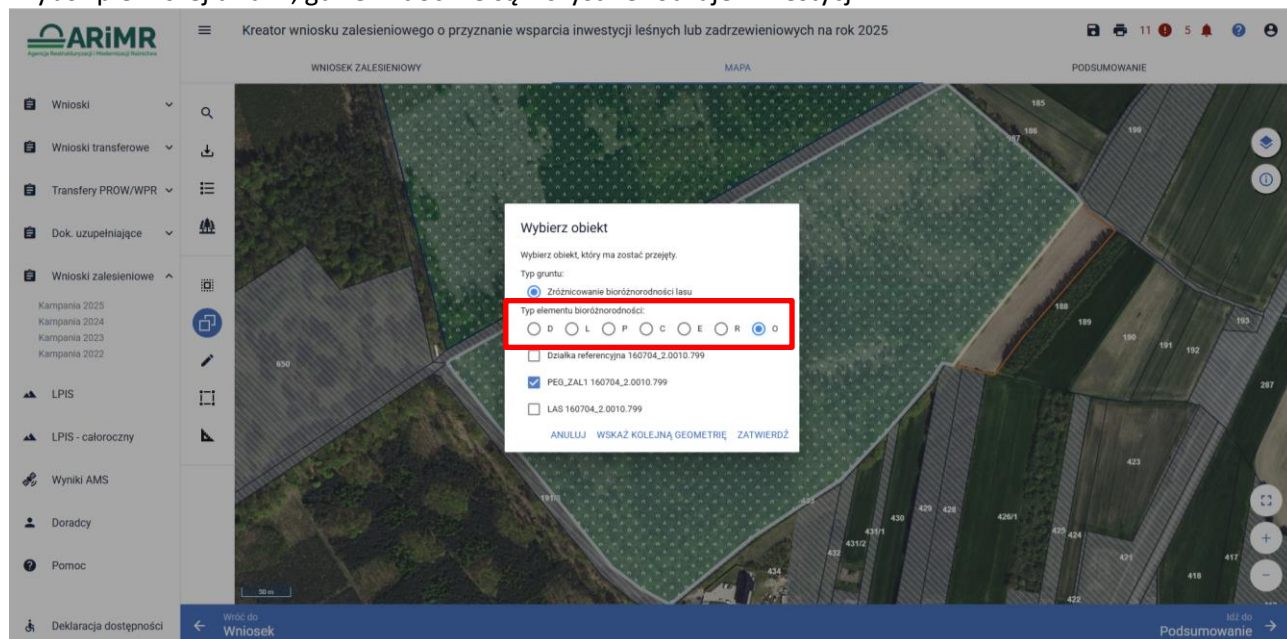 ARiMR
Agencja Restrukturyzacji i Modernizacji Rolnictwa
Kreator wniosku zalesieniowego o przyznanie wsparcia inwestycji leśnych lub zadrzewieniowych na rok 2025
11 5
WNIOSEK ZALESIENIOWY MAPA PODSUMOWANIE
Wnioski
Wnioski transferowe
Transfery PROW/WPR
Dok. uzupełniające
Wnioski zalesieniowe
Kampania 2025
Kampania 2024
Kampania 2023
Kampania 2022
LPIS
LPIS - całoroczny
Wyniki AMS
Doradcy
Pomoc
Deklaracja dostępności
Wybierz obiekt
Wybierz obiekt, który ma zostać przejęty.
Typ gruntu:
Zróżnicowanie bioróżnorodności lasu
Typ elementu bioróżnorodności:
D L P C E R O
Działka referencyjna 160704_2.0010.799
PEG_ZAL1 160704_2.0010.799
LAS 160704_2.0010.799
ANULUJ WSKAŻ KOLEJNĄ GEOMETRIĘ ZATWIERDŹ
185
186
199
188
189
190
191
192
193
287
850
423
430
429
428
426/1
425
424
431/1
431/2
432
434
421
417
418
422
50 m
Wróć do
Wniosek
Idź do
Podsumowanie